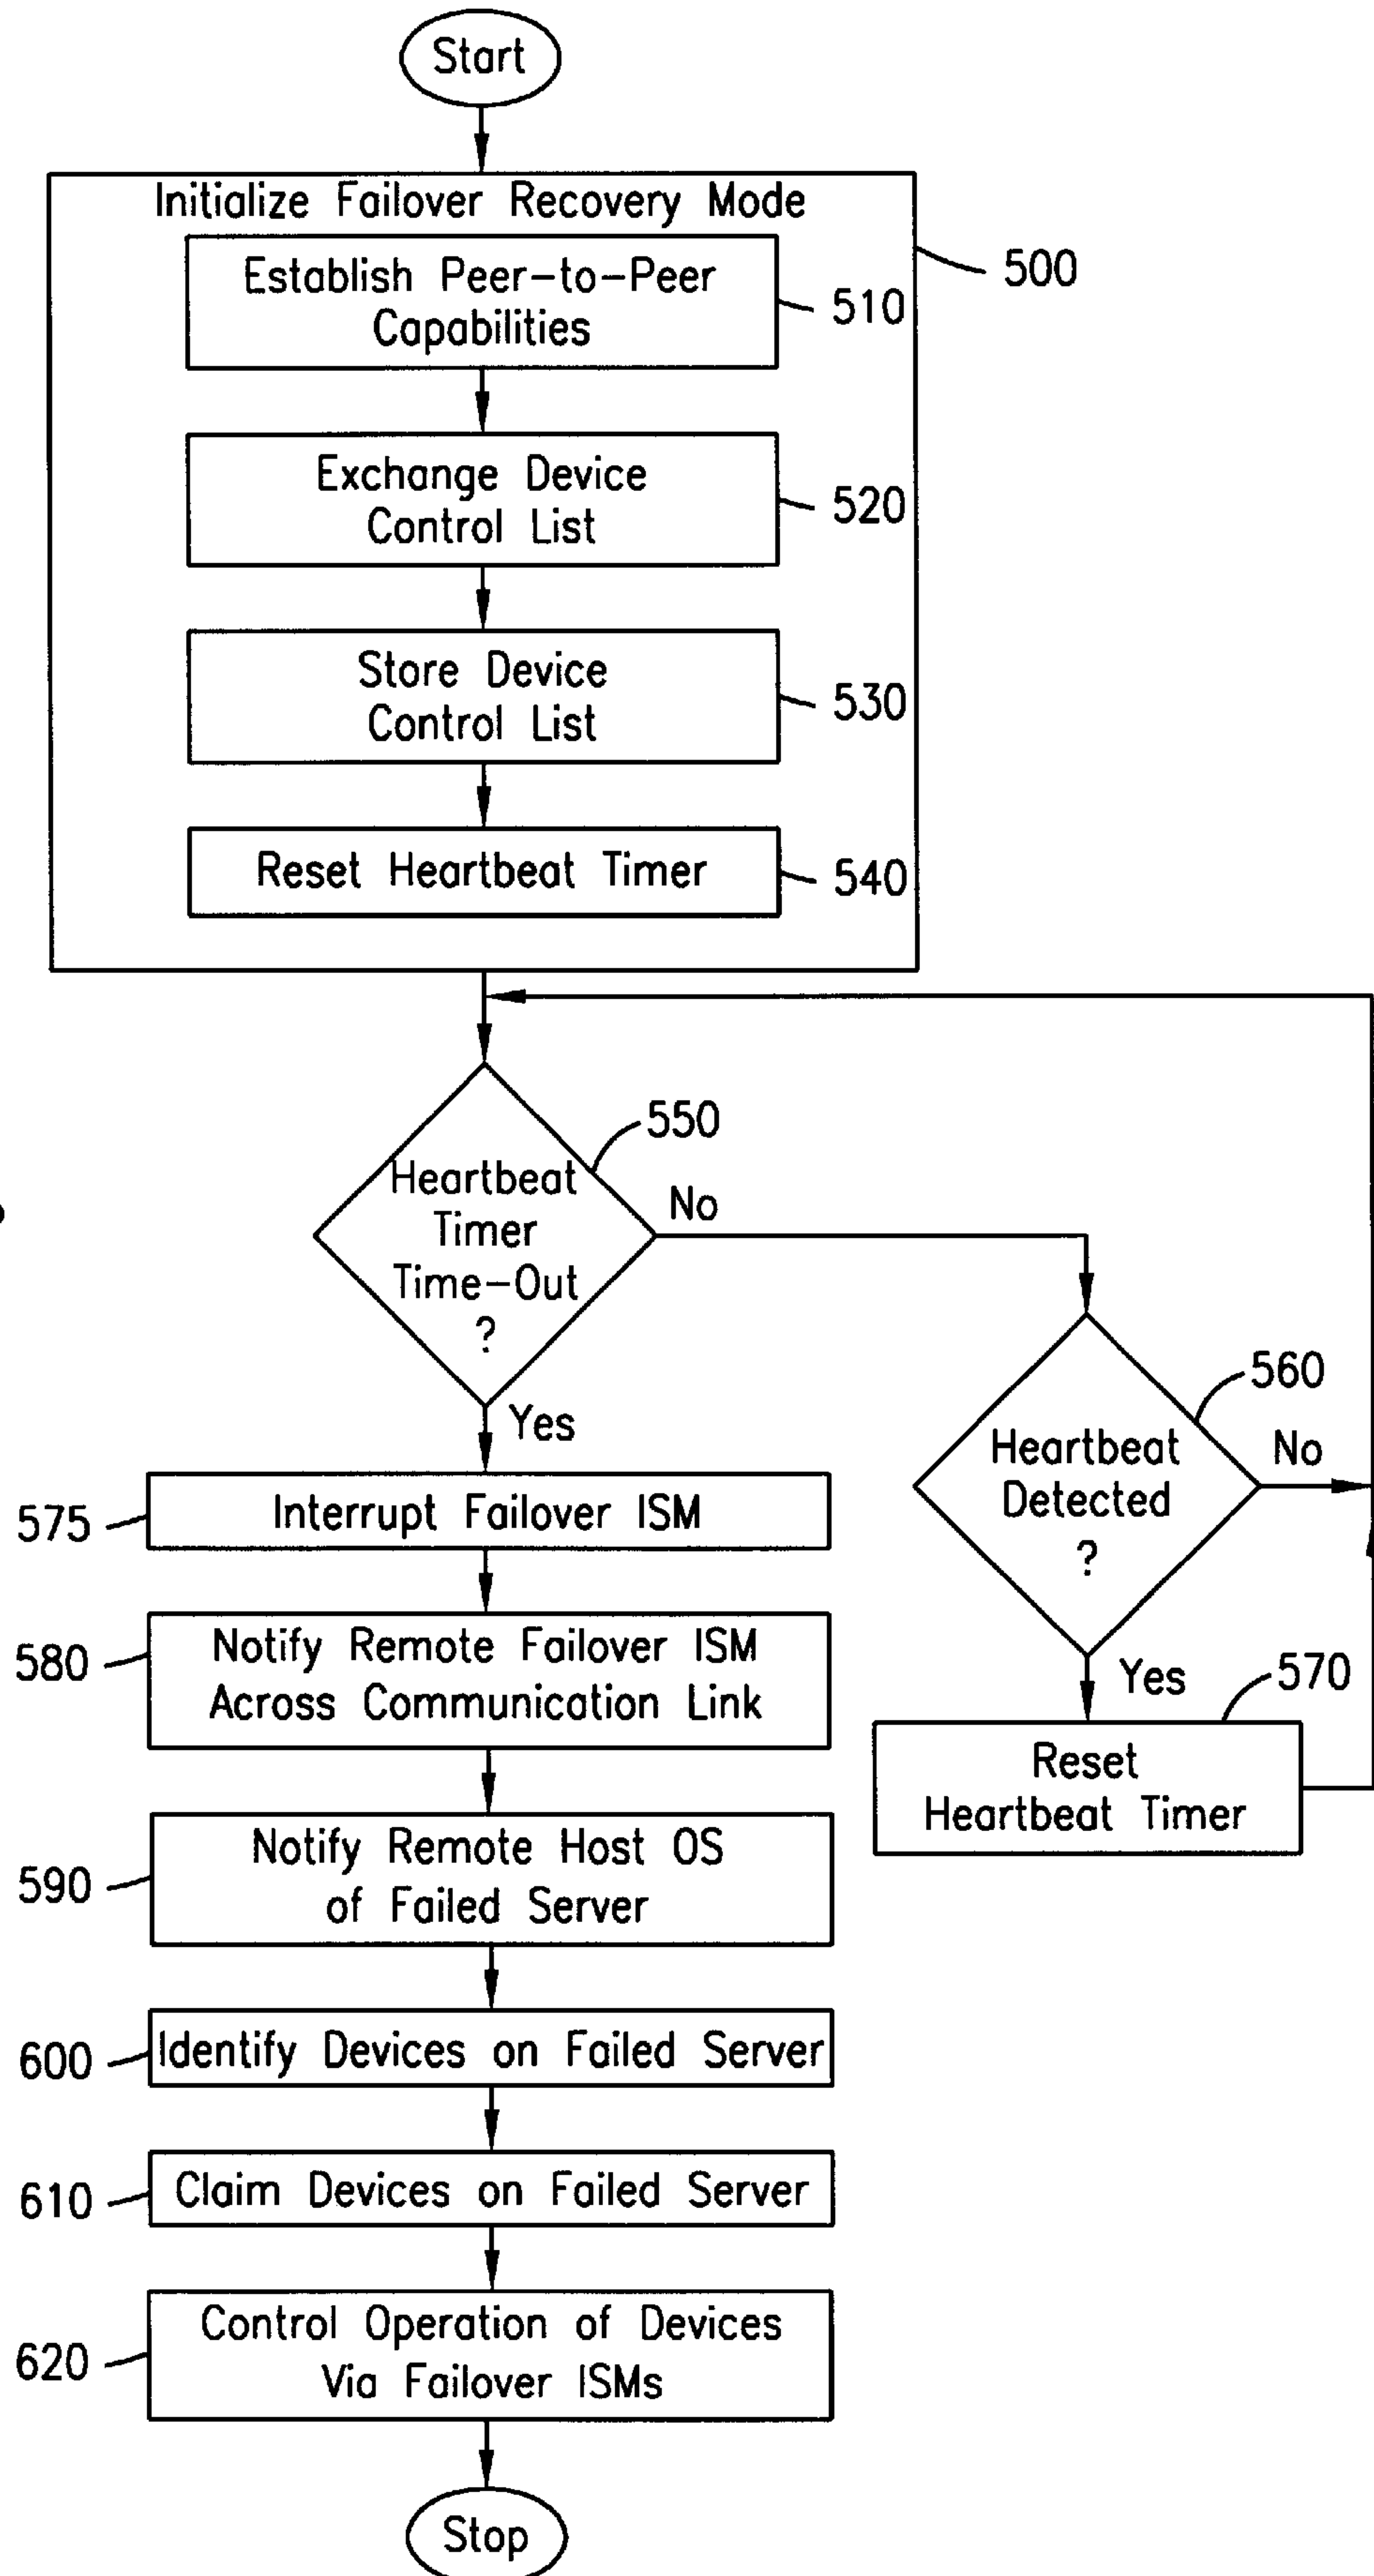 Start
Initialize Failover Recovery Mode
500
Establish Peer-to-Peer
Capabilities
510
Exchange Device
Control List
520
Store Device
Control List
530
Reset Heartbeat Timer
540
550
Heartbeat
Timer
Time-Out
?
No
Yes
560
Heartbeat
Detected
?
No
Yes
570
Reset
Heartbeat Timer
575
Interrupt Failover ISM
580
Notify Remote Failover ISM
Across Communication Link
590
Notify Remote Host OS
of Failed Server
600
Identify Devices on Failed Server
610
Claim Devices on Failed Server
620
Control Operation of Devices
Via Failover ISMs
Stop